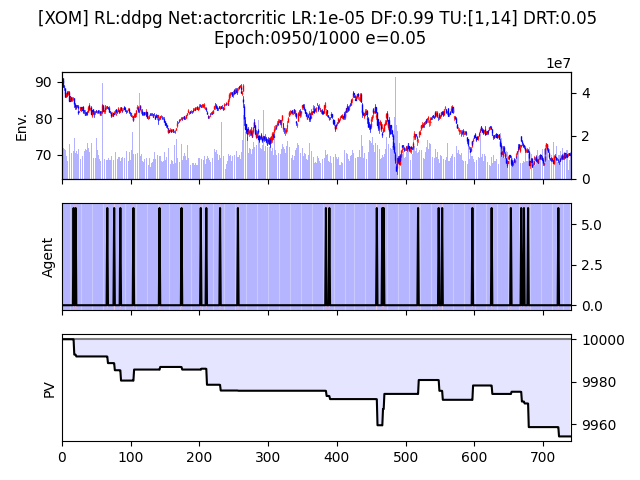 [XOM] RL:ddpg Net:actorcritic LR:1e-05 DF:0.99 TU:[1,14] DRT:0.05
Epoch:0950/1000 e=0.05
1e7
90
80
70
Env.
4
2
0
Agent
5.0
2.5
0.0
PV
10000
9980
9960
0 100 200 300 400 500 600 700